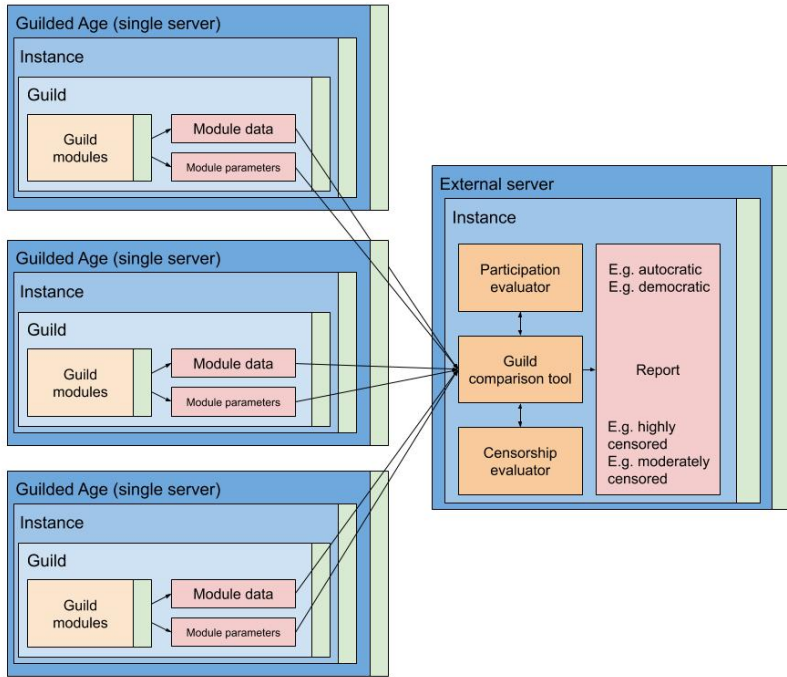 Guilded Age (single server)
Instance
Guild
Guild
modules
Module data
Module parameters
Guilded Age (single server)
Instance
Guild
Guild
modules
Module data
Module parameters
Guilded Age (single server)
Instance
Guild
Guild
modules
Module data
Module parameters
External server
Instance
Participation
evaluator
Guild
comparison tool
Censorship
evaluator
E.g. autocratic
E.g. democratic
Report
E.g. highly
censored
E.g. moderately
censored